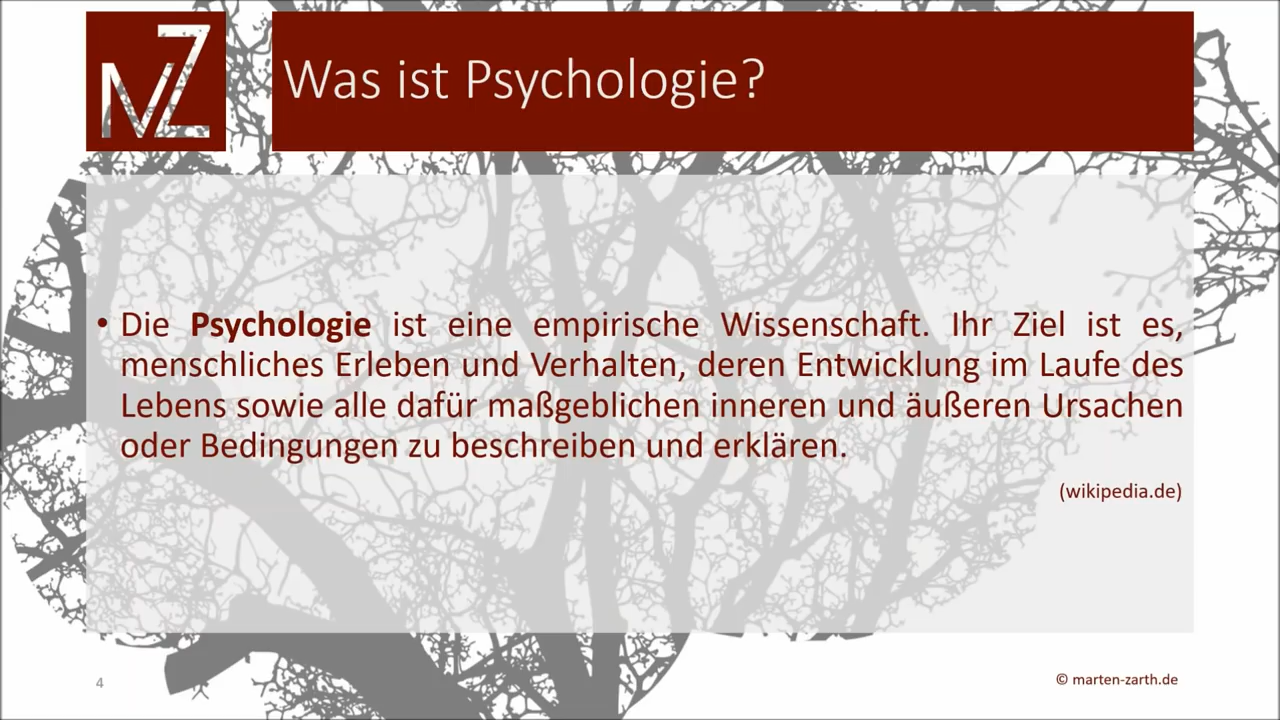 MZ
Was ist Psychologie?
• Die Psychologie ist eine empirische Wissenschaft. Ihr Ziel ist es,
menschliches Erleben und Verhalten, deren Entwicklung im Laufe des
Lebens sowie alle dafür maßgeblichen inneren und äußeren Ursachen
oder Bedingungen zu beschreiben und erklären.
(wikipedia.de)
4
© marten-zarth.de